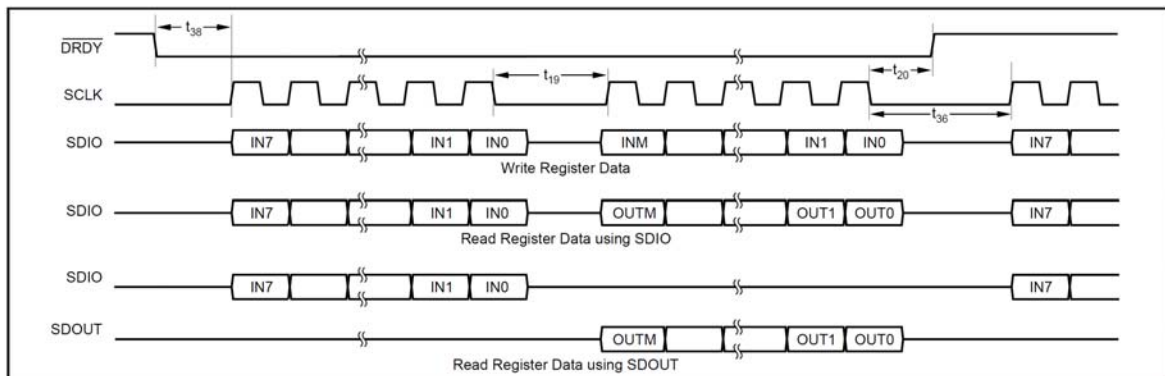 t38
DRDY
t19
t20
SCLK
t36
SDIO IN7 IN1 IN0 INM IN1 IN0 IN7
Write Register Data
SDIO IN7 IN1 IN0 OUTM OUT1 OUT0 IN7
Read Register Data using SDIO
SDIO IN7 IN1 IN0 IN7
SDOUT OUTM OUT1 OUT0
Read Register Data using SDOUT